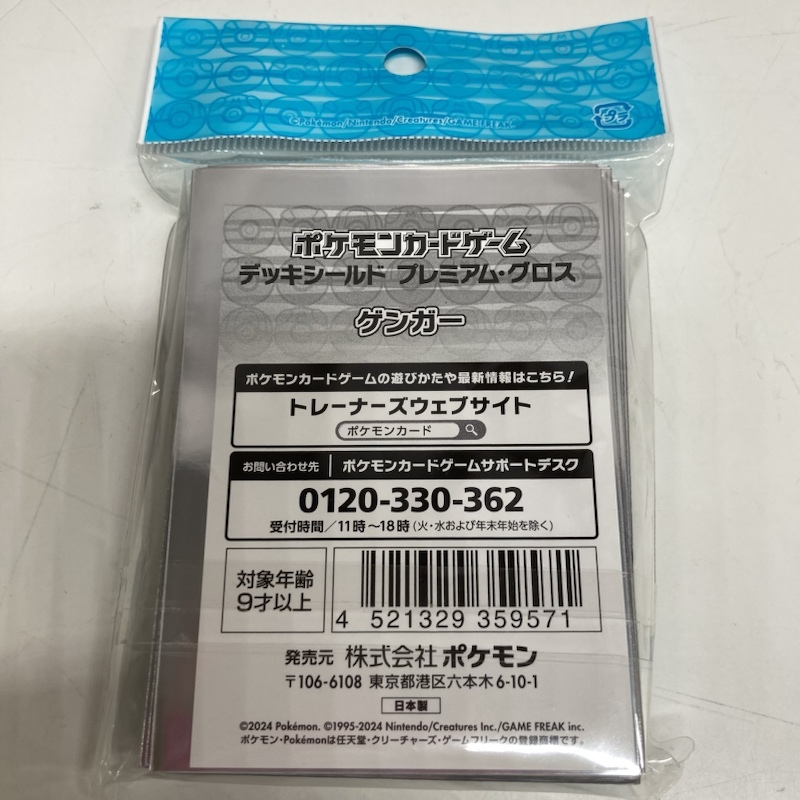 ©Pokémon/Nintendo/Creatures/GAME FREAK
プラ
ポケモンカードゲーム
デッキシールド プレミアム・グロス
ゲンガー
ポケモンカードゲームの遊びかたや最新情報はこちら!
トレーナーズウェブサイト
ポケモンカード
お問い合わせ先 ポケモンカードゲームサポートデスク
0120-330-362
受付時間/11時〜18時(火・水および年末年始を除く)
対象年齢
9才以上
4 521329 359571
発売元 株式会社ポケモン
〒106-6108 東京都港区六本木6-10-1
日本製
©2024 Pokémon. ©1995-2024 Nintendo/Creatures Inc./GAME FREAK inc.
ポケモン・Pokémonは任天堂・クリーチャーズ・ゲームフリークの登録商標です。